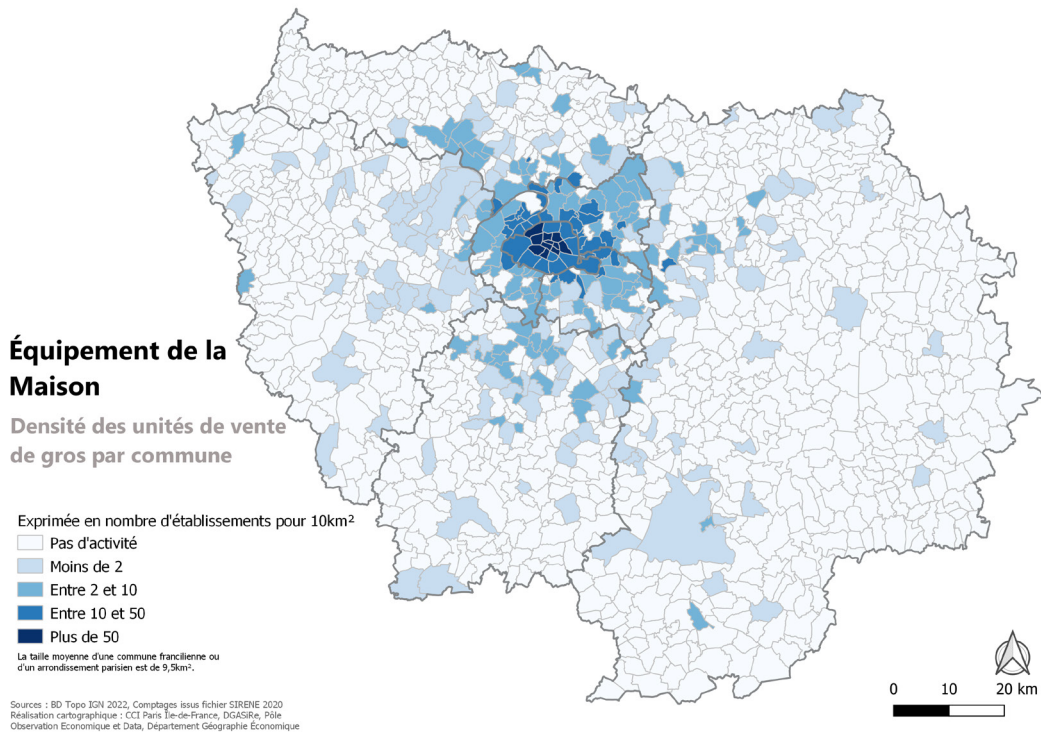 Équipement de la
Maison
Densité des unités de vente
de gros par commune
Exprimée en nombre d'établissements pour 10km²
Pas d'activité
Moins de 2
Entre 2 et 10
Entre 10 et 50
Plus de 50
La taille moyenne d'une commune francilienne ou
d'un arrondissement parisien est de 9,5km².
Sources : BD Topo IGN 2022, Comptages issus fichier SIRENE 2020
Réalisation cartographique : CCI Paris Île-de-France, DGASiRe, Pôle
Observation Economique et Data, Département Géographie Économique
0 10 20 km